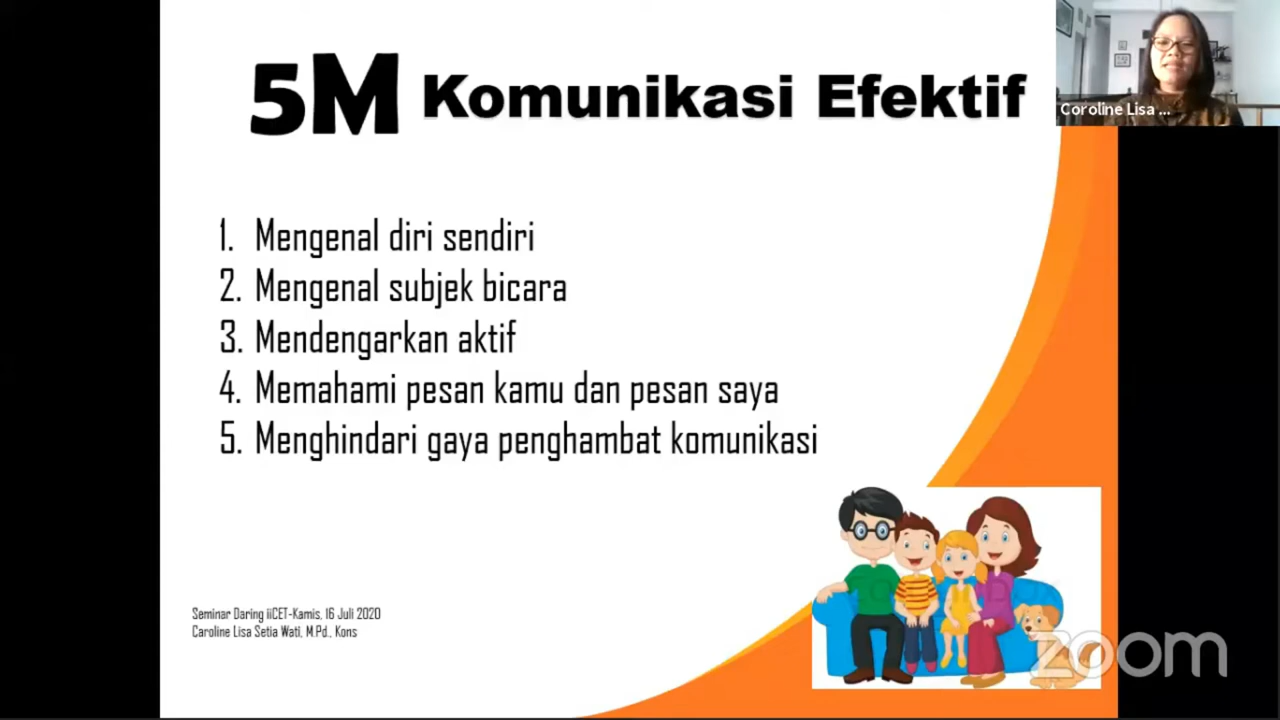 5M Komunikasi Efektif
Coroline Lisa ...
1. Mengenal diri sendiri
2. Mengenal subjek bicara
3. Mendengarkan aktif
4. Memahami pesan kamu dan pesan saya
5. Menghindari gaya penghambat komunikasi
Seminar Daring iiCET-Kamis, 16 Juli 2020
Caroline Lisa Setia Wati, M.Pd., Kons
zoom